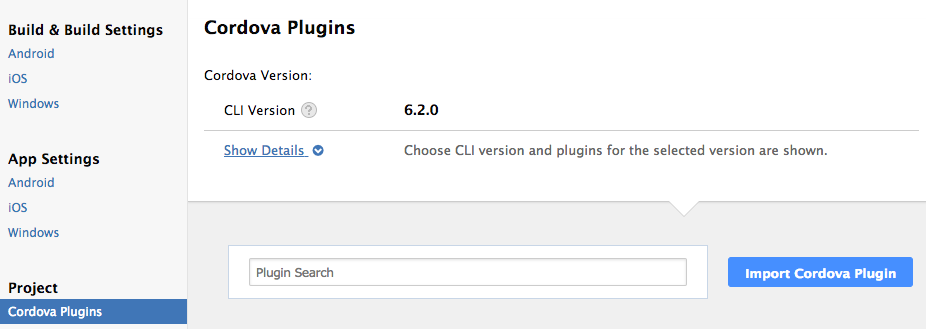 Build & Build Settings
Android
iOS
Windows
App Settings
Android
iOS
Windows
Project
Cordova Plugins
Cordova Plugins
Cordova Version:
CLI Version ?
6.2.0
Show Details
Choose CLI version and plugins for the selected version are shown.
Plugin Search
Import Cordova Plugin